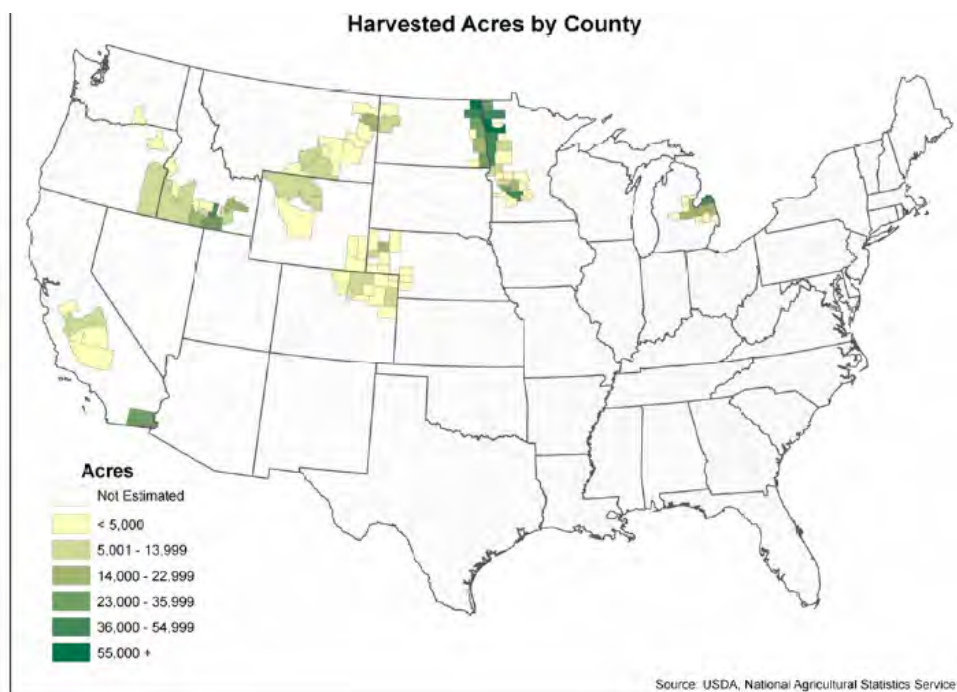 Harvested Acres by County
Acres
Not Estimated
< 5,000
5,001 - 13,999
14,000 - 22,999
23,000 - 35,999
36,000 - 54,999
55,000 +
Source: USDA, National Agricultural Statistics Service